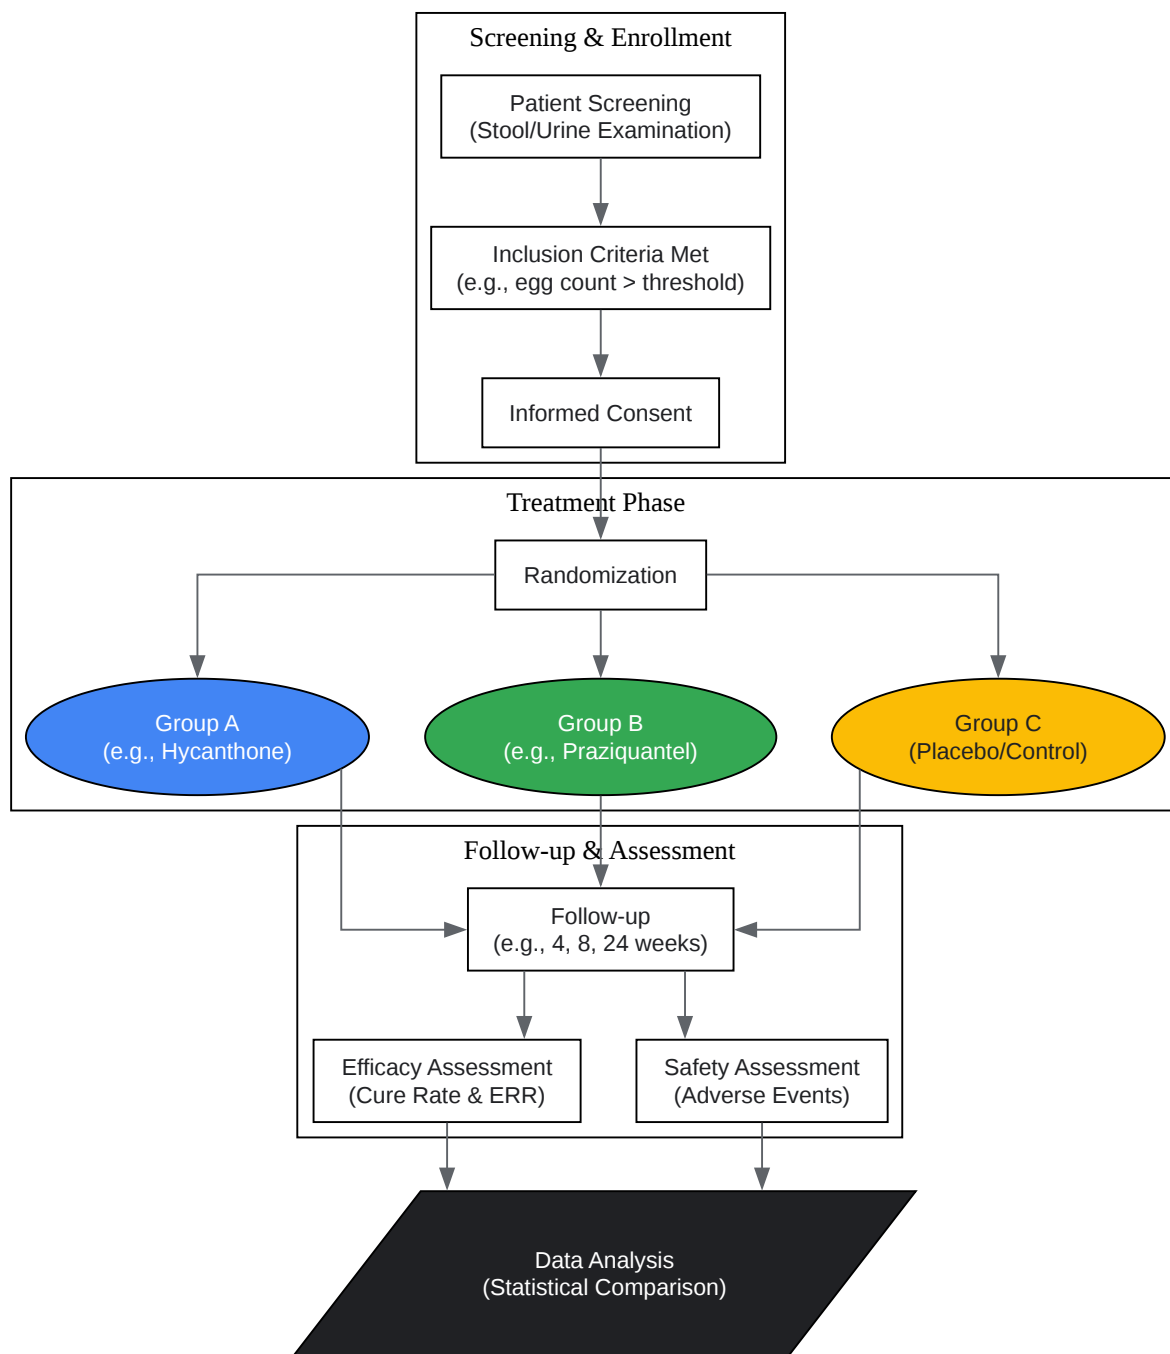 Screening & Enrollment
Patient Screening
(Stool/Urine Examination)
Inclusion Criteria Met
(e.g., egg count > threshold)
Informed Consent
Treatment Phase
Randomization
Group A
(e.g., Hycanthone)
Group B
(e.g., Praziquantel)
Group C
(Placebo/Control)
Follow-up & Assessment
Follow-up
(e.g., 4, 8, 24 weeks)
Efficacy Assessment
(Cure Rate & ERR)
Safety Assessment
(Adverse Events)
Data Analysis
(Statistical Comparison)